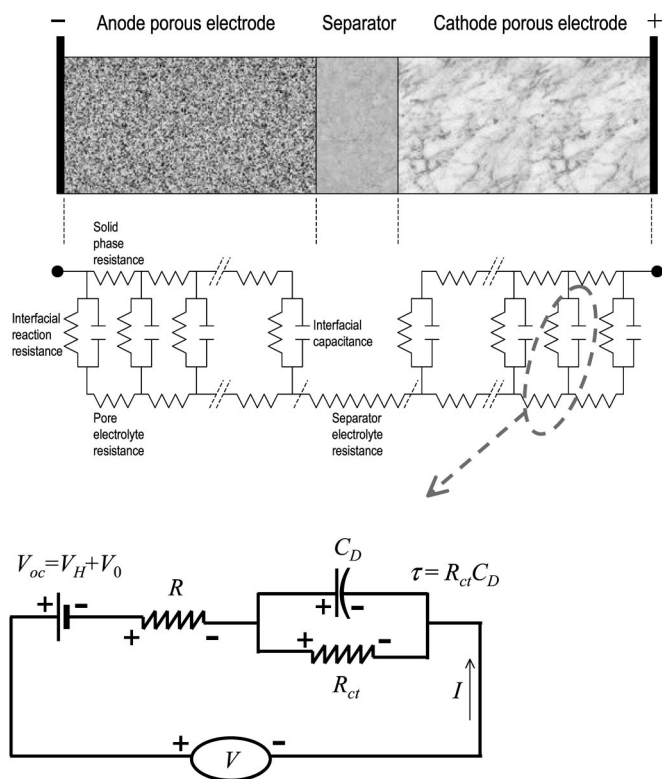 − Anode porous electrode Separator Cathode porous electrode +
Solid
phase
resistance
Interfacial
reaction
resistance
Interfacial
capacitance
Pore
electrolyte
resistance
Separator
electrolyte
resistance
V_oc = V_H + V_0
R
C_D
τ = R_ct C_D
+ −
+ −
+ −
+ −
R_ct
I
+ V −